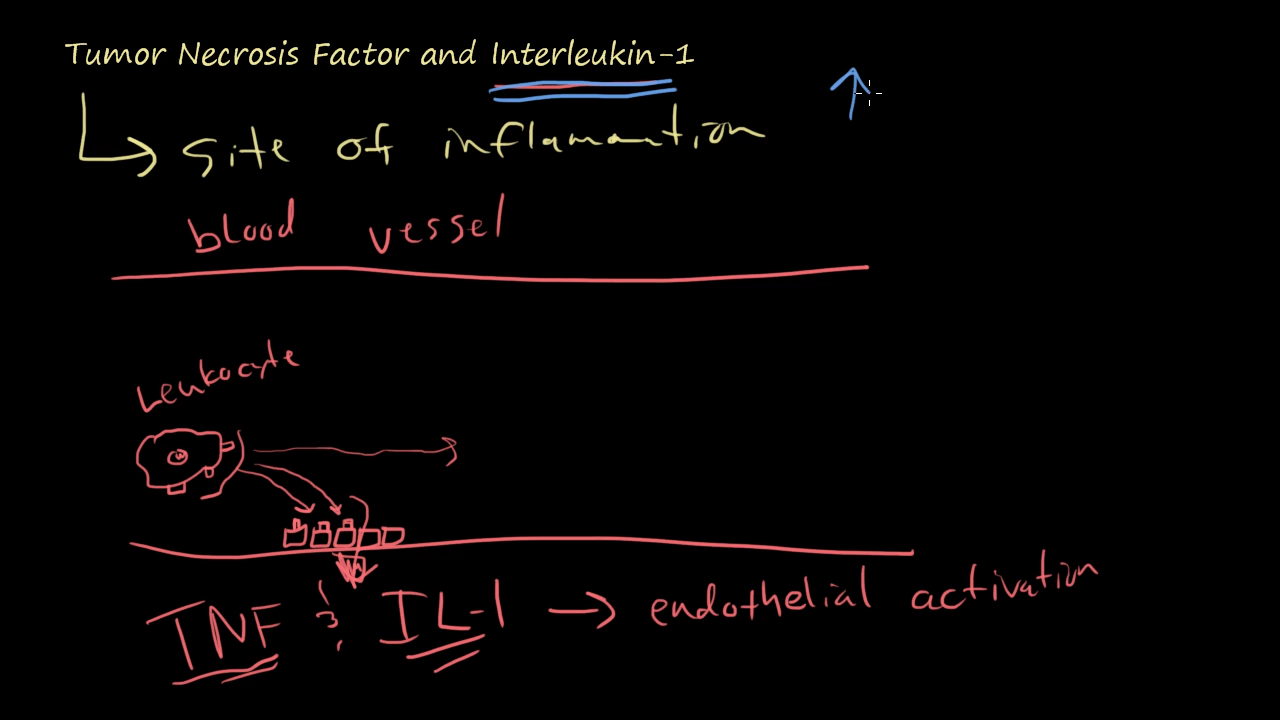 Tumor Necrosis Factor and Interleukin-1
site of inflamantion
blood vessel
Leukocyte
TNF & IL-1 → endothelial activation